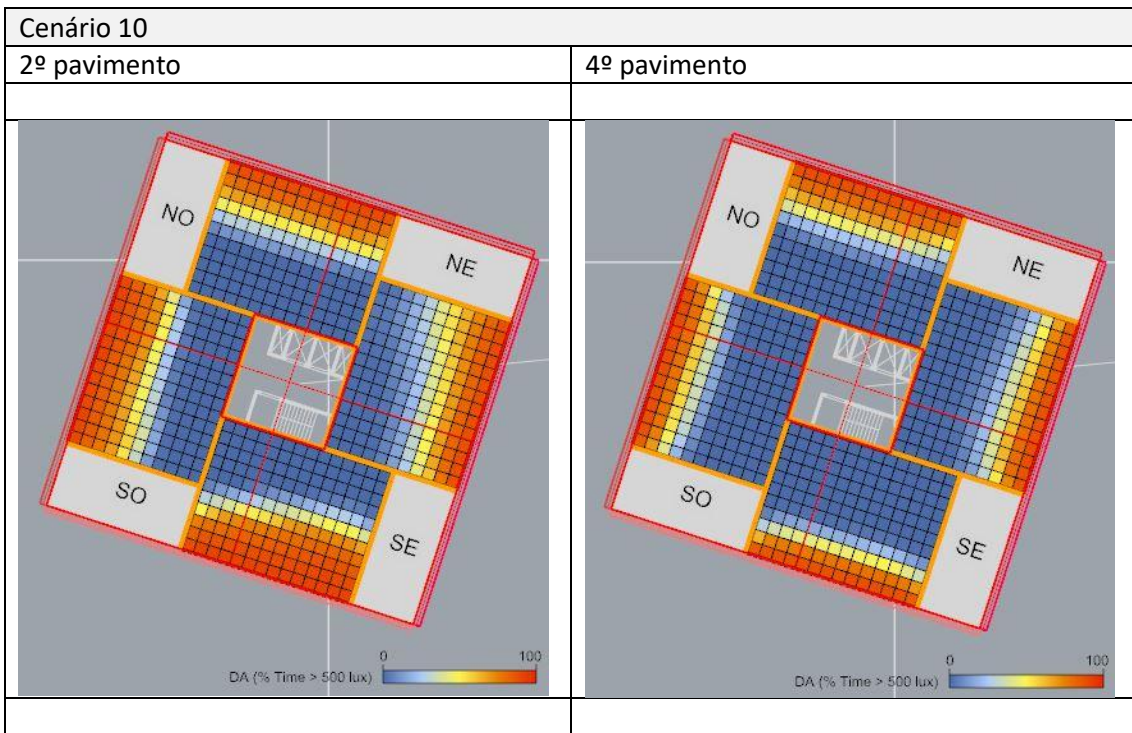 Cenário 10
2º pavimento
4º pavimento
NO
NE
SO
SE
0
100
DA (% Time > 500 lux)
NO
NE
SO
SE
0
100
DA (% Time > 500 lux)